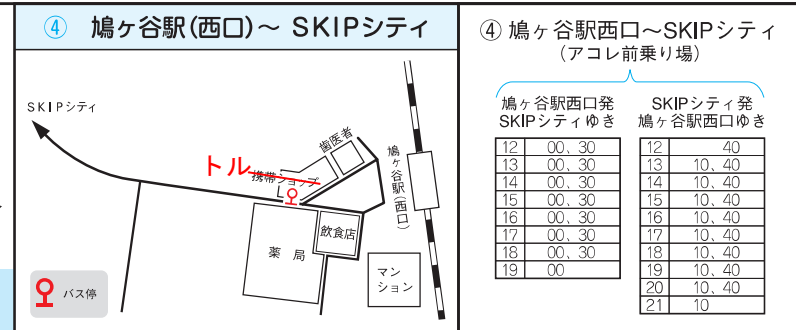 ④ 鳩ヶ谷駅(西口)～ SKIPシティ
SKIPシティ
歯医者
トル
携帯ショップ
鳩ヶ谷駅(西口)
飲食店
薬 局
マン
ション
バス停
④ 鳩ヶ谷駅西口～SKIPシティ
(アコレ前乗り場)
鳩ヶ谷駅西口発
SKIPシティゆき
12 00、30
13 00、30
14 00、30
15 00、30
16 00、30
17 00、30
18 00、30
19 00
SKIPシティ発
鳩ヶ谷駅西口ゆき
12 40
13 10、40
14 10、40
15 10、40
16 10、40
17 10、40
18 10、40
19 10、40
20 10、40
21 10